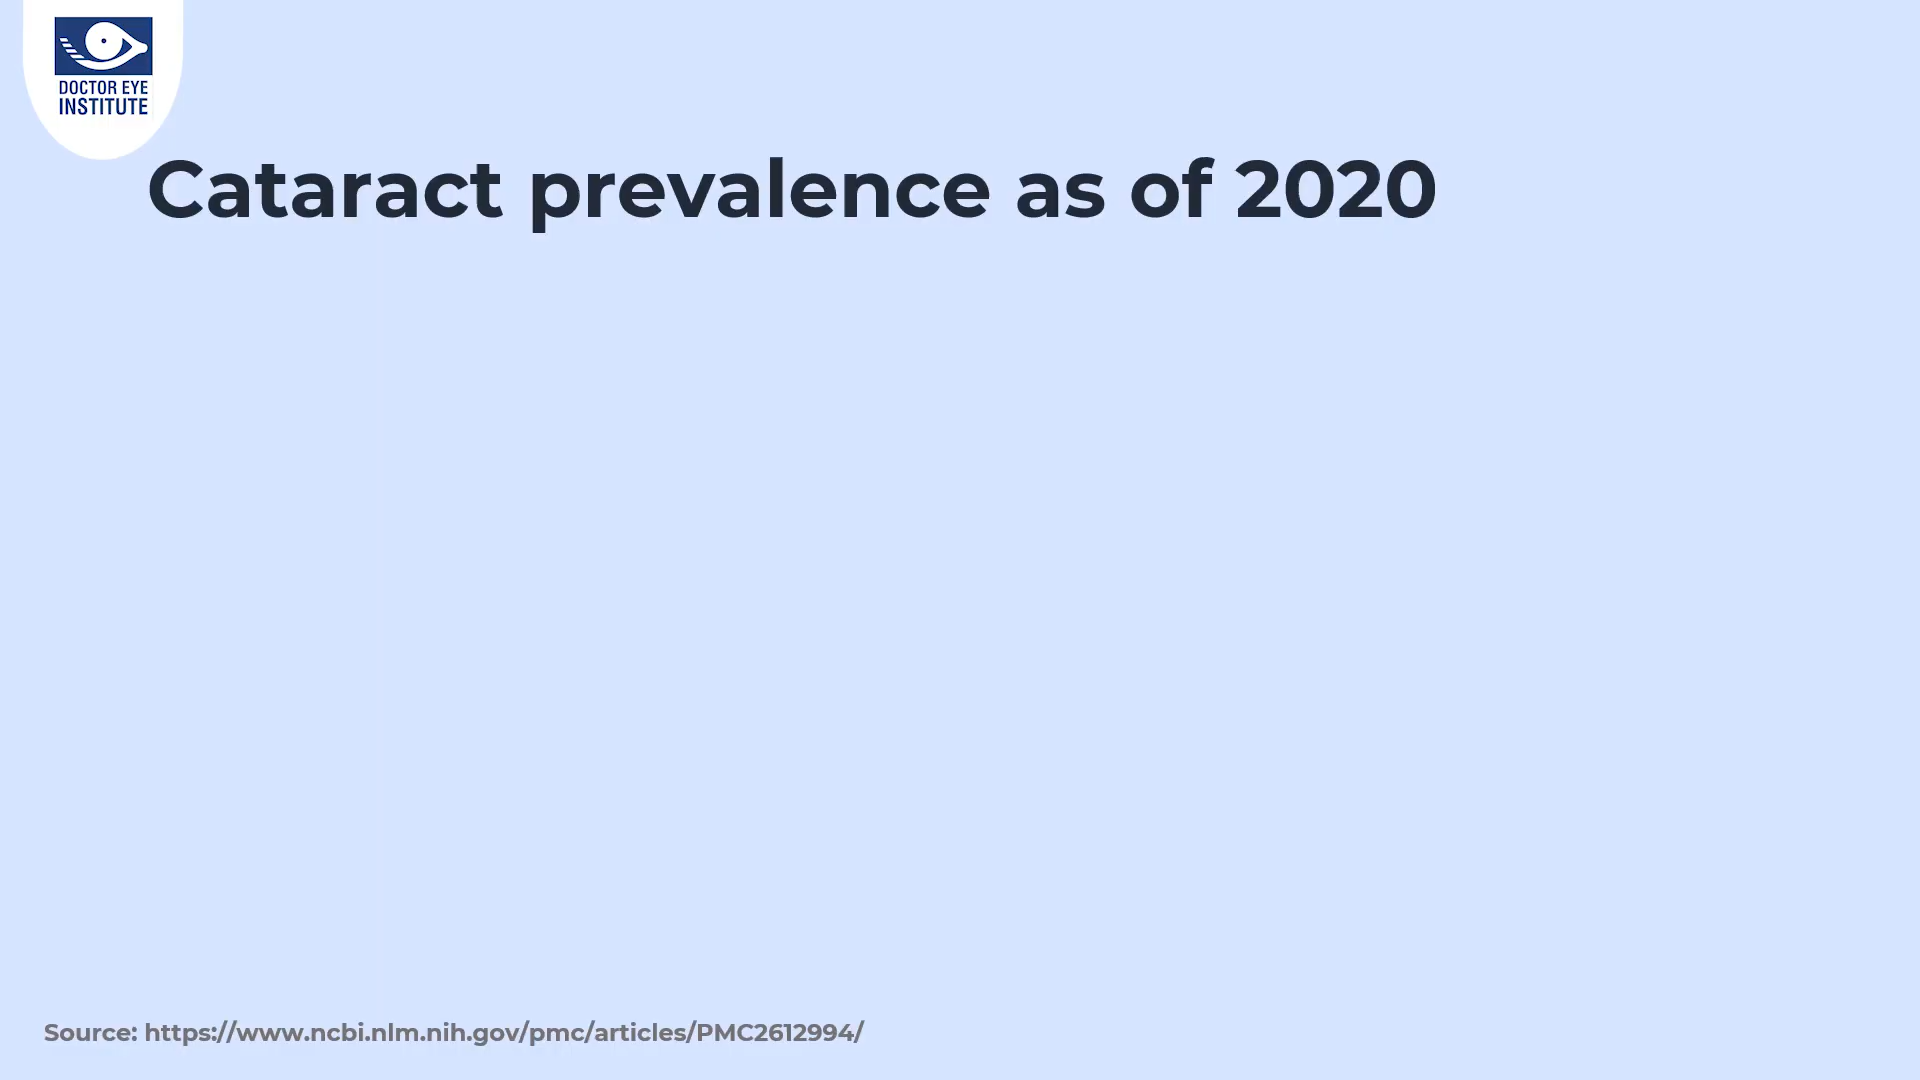 DOCTOR EYE
INSTITUTE
Cataract prevalence as of 2020
Source: https://www.ncbi.nlm.nih.gov/pmc/articles/PMC2612994/